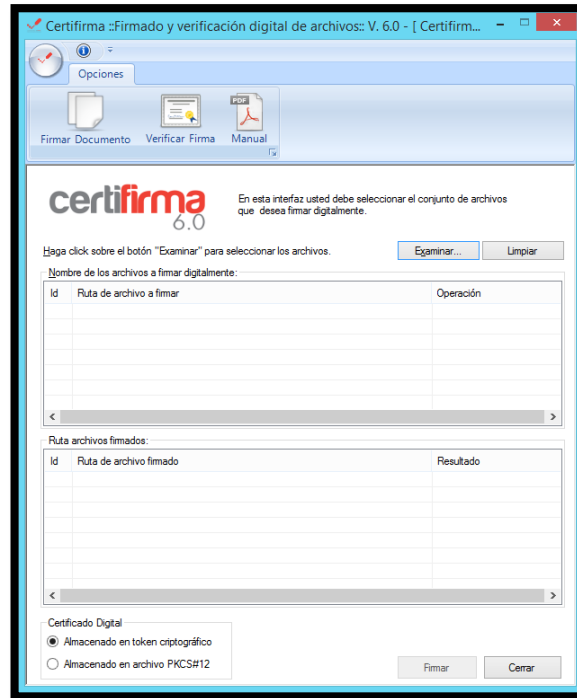 Certifirma ::Firmado y verificación digital de archivos:: V. 6.0 - [ Certifirm...
Opciones
Firmar Documento
Verificar Firma
PDF
Manual
certifirma
6.0
En esta interfaz usted debe seleccionar el conjunto de archivos
que desea firmar digitalmente.
Haga click sobre el botón "Examinar" para seleccionar los archivos.
Examinar...
Limpiar
Nombre de los archivos a firmar digitalmente:
Id Ruta de archivo a firmar Operación
Ruta archivos firmados:
Id Ruta de archivo firmado Resultado
Certificado Digital
Almacenado en token criptográfico
Almacenado en archivo PKCS#12
Firmar
Cerrar